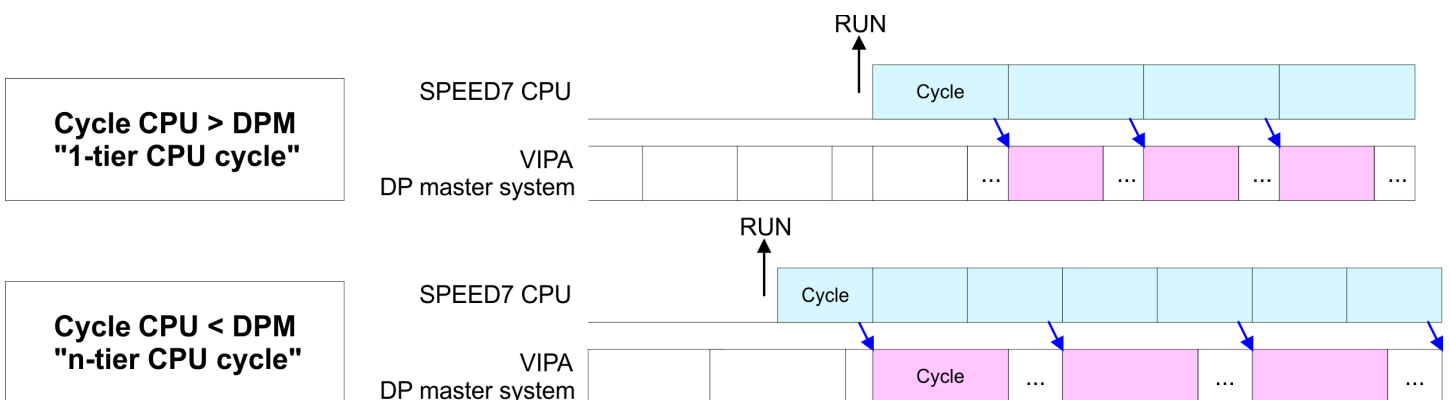 RUN
SPEED7 CPU
Cycle
Cycle CPU > DPM
"1-tier CPU cycle"
VIPA
DP master system
... ... ... ...
RUN
SPEED7 CPU
Cycle
Cycle CPU < DPM
"n-tier CPU cycle"
VIPA
DP master system
Cycle ... ... ...